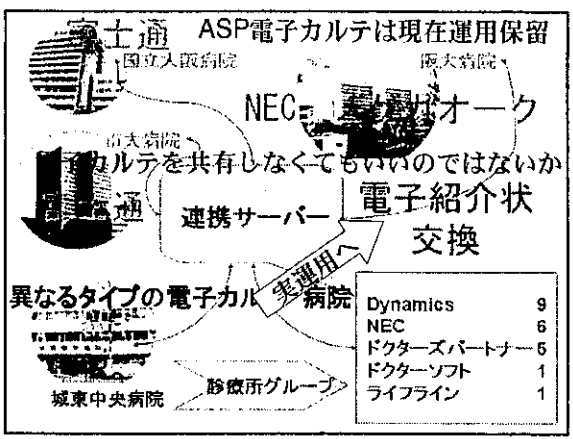 富士通 ASP電子カルテは現在運用保留
国立大阪病院
阪大病院
NEC
オーク
市大病院
カルテを共有しなくてもいいのではないか
通
連携サーバー
電子紹介状
交換
実運用へ
異なるタイプの電子カル 病院
Dynamics 9
NEC 6
ドクターズパートナー 5
ドクターソフト 1
ライフライン 1
城東中央病院
診療所グループ